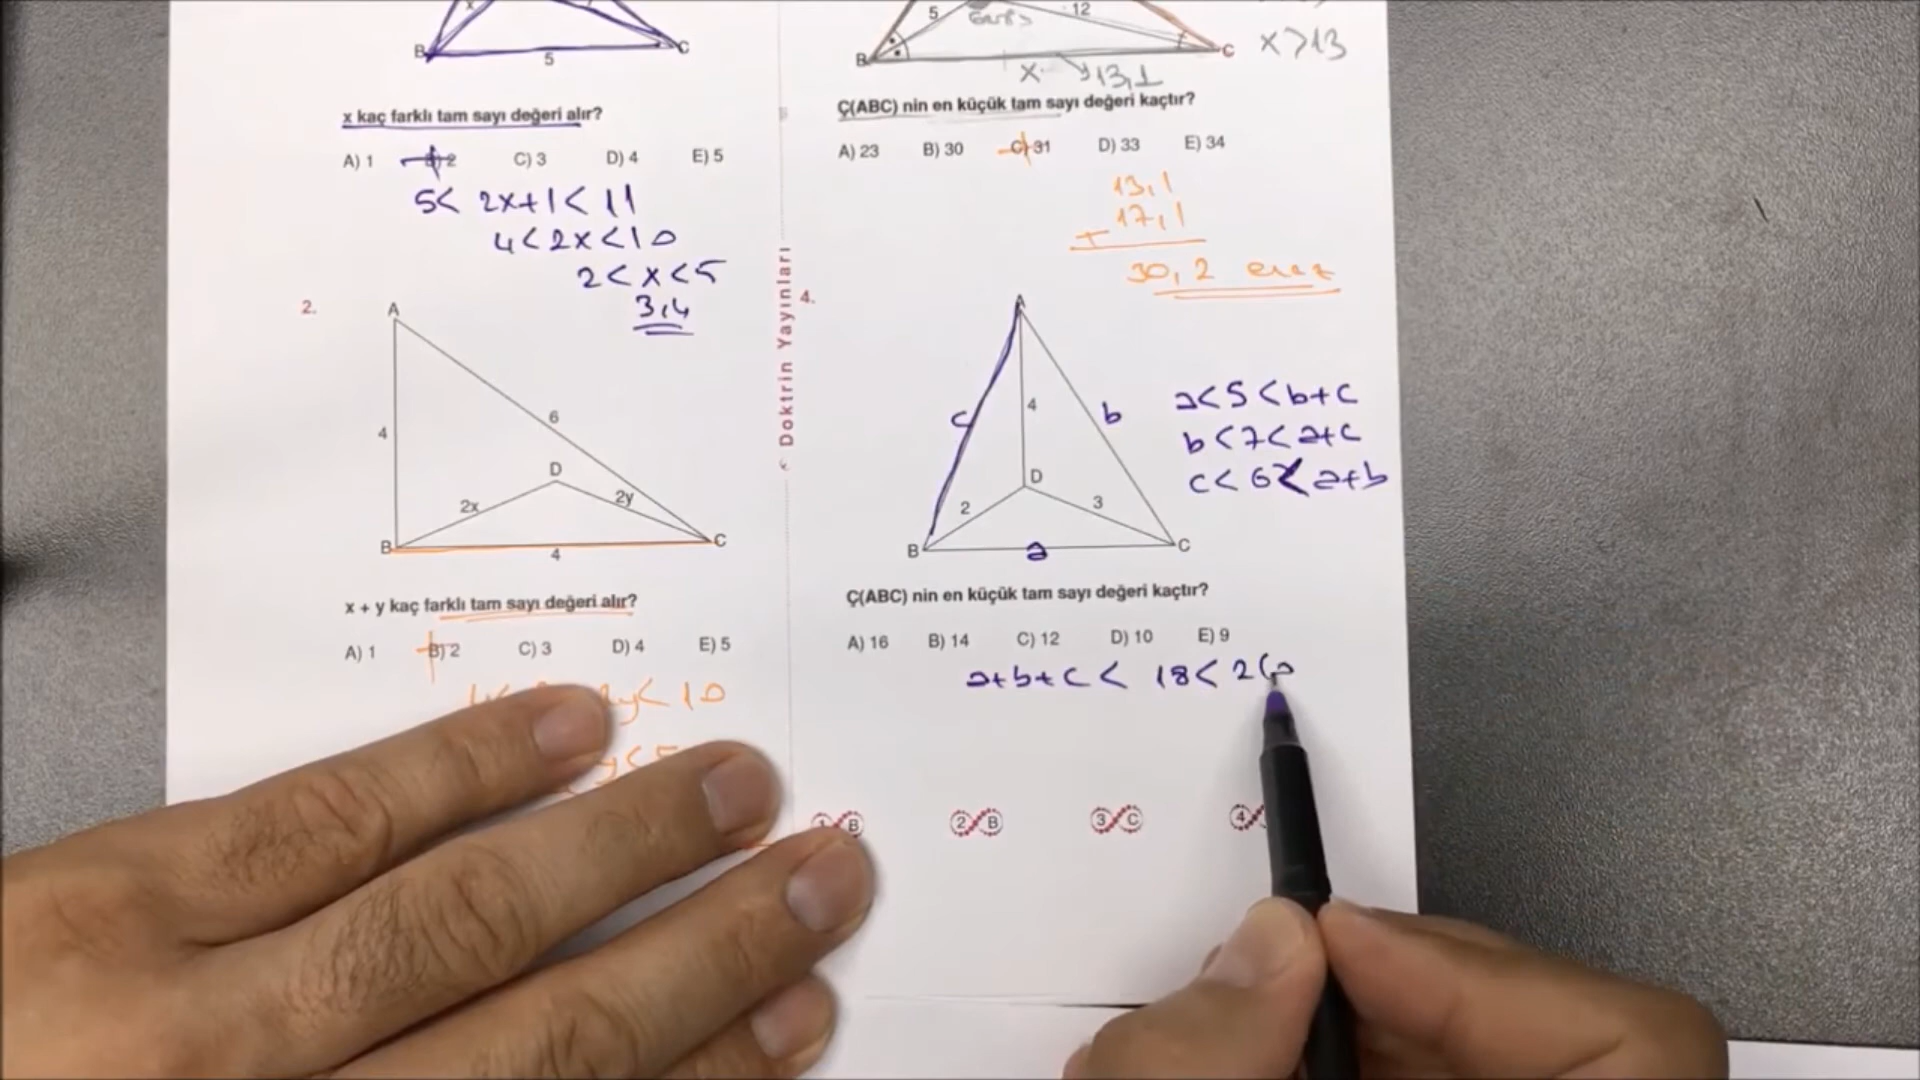 x
B
5
C
x kaç farklı tam sayı değeri alır?
A) 1 B) 2 C) 3 D) 4 E) 5
5< 2x+1< 11
4<2x<10
2<x<5
3,4
2.
A
4
6
D
2x
2y
B
4
C
x + y kaç farklı tam sayı değeri alır?
A) 1 B) 2 C) 3 D) 4 E) 5
y< 10
y<5
Doktrin Yayınları
5
12
B
C
x>13
x
13,1
Ç(ABC) nin en küçük tam sayı değeri kaçtır?
A) 23 B) 30 C) 31 D) 33 E) 34
13,1
17,1
+
30,2
4.
A
c
4
b
D
2
3
B
a
C
a<5<b+c
b<7<a+c
c<6<a+b
Ç(ABC) nin en küçük tam sayı değeri kaçtır?
A) 16 B) 14 C) 12 D) 10 E) 9
a+b+c < 18< 2(a
1 B 2 B 3 C 4